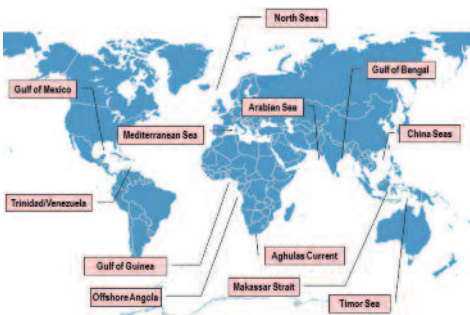 North Seas
Gulf of Bengal
Gulf of Mexico
Arabian Sea
Mediterranean Sea
China Seas
Trinidad/Venezuela
Aghulas Current
Gulf of Guinea
Makassar Strait
Offshore Angola
Timor Sea